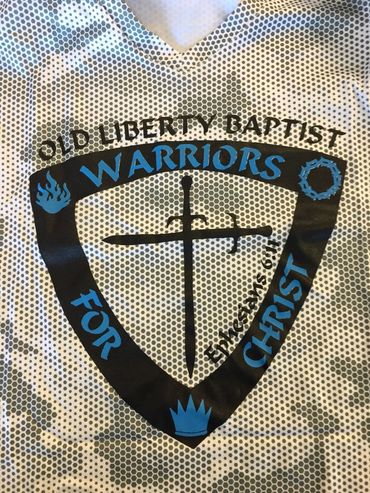 OLD LIBERTY BAPTIST
WARRIORS
FOR
CHRIST
Ephesians 6:11